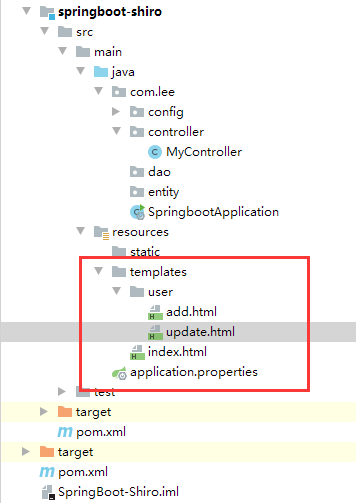 springboot-shiro
src
main
java
com.lee
config
controller
MyController
dao
entity
SpringbootApplication
resources
static
templates
user
add.html
update.html
index.html
application.properties
test
target
pom.xml
target
pom.xml
SpringBoot-Shiro.iml